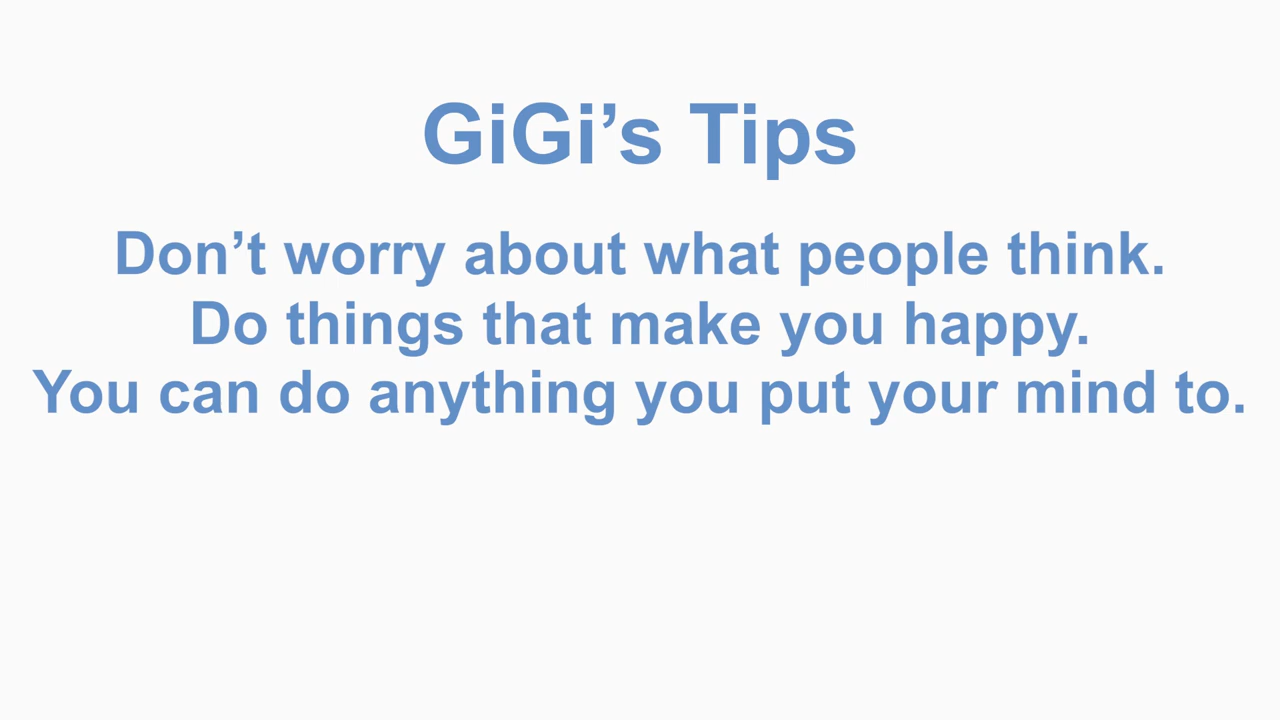 GiGi’s Tips
Don’t worry about what people think.
Do things that make you happy.
You can do anything you put your mind to.